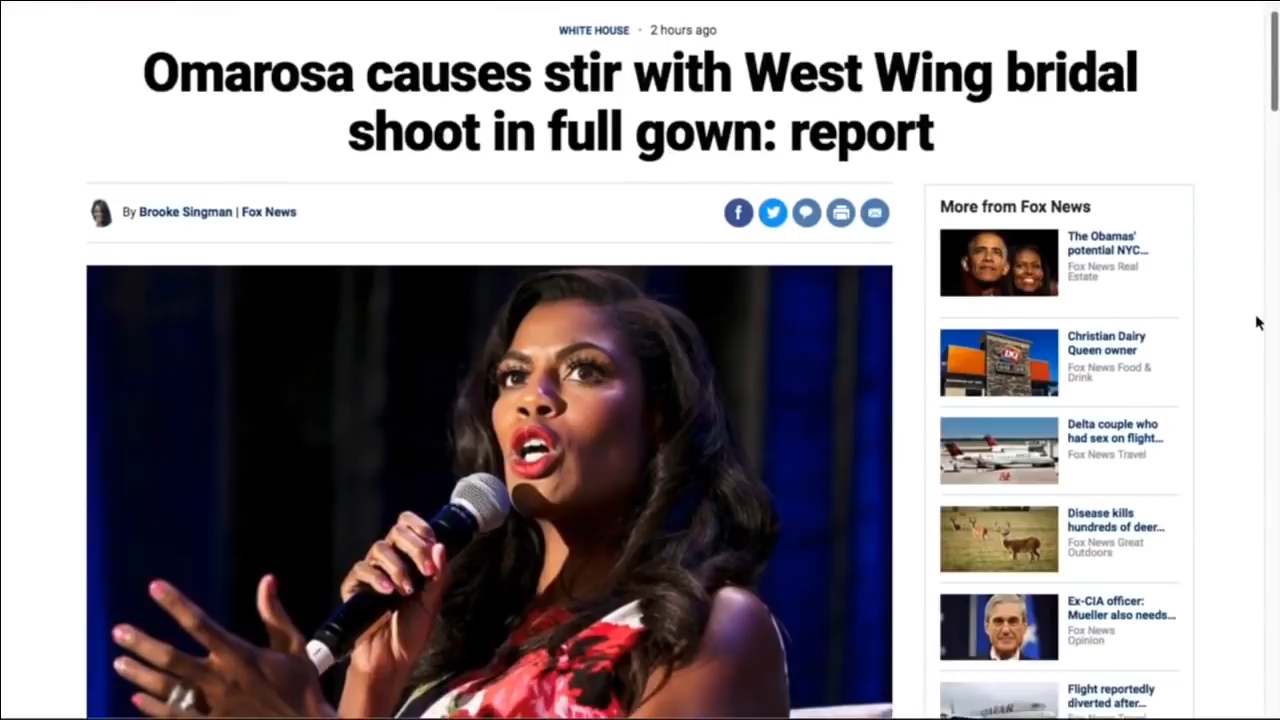 WHITE HOUSE · 2 hours ago
Omarosa causes stir with West Wing bridal
shoot in full gown: report
By Brooke Singman | Fox News
More from Fox News
The Obamas'
potential NYC...
Fox News Real
Estate
Christian Dairy
Queen owner
Fox News Food &
Drink
Delta couple who
had sex on flight...
Fox News Travel
Disease kills
hundreds of deer...
Fox News Great
Outdoors
Ex-CIA officer:
Mueller also needs...
Fox News
Opinion
Flight reportedly
diverted after...